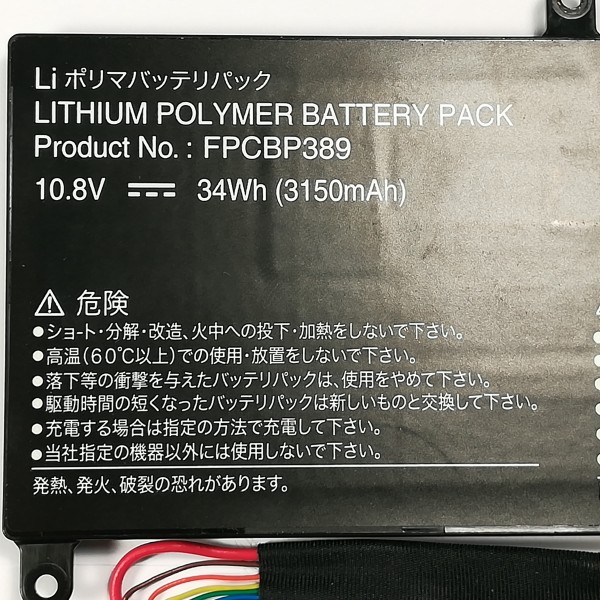 Li ポリマバッテリパック
LITHIUM POLYMER BATTERY PACK
Product No. : FPCBP389
10.8V ⎓ 34Wh (3150mAh)
⚠ 危険
●ショート・分解・改造、火中への投下・加熱をしないで下さい。
●高温(60℃以上)での使用・放置をしないで下さい。
●落下等の衝撃を与えたバッテリパックは、使用をやめて下さい。
●駆動時間の短くなったバッテリパックは新しいものと交換して下さい。
●充電する場合は指定の方法で充電して下さい。
●当社指定の機器以外には使用しないで下さい。
発熱、発火、破裂の恐れがあります。